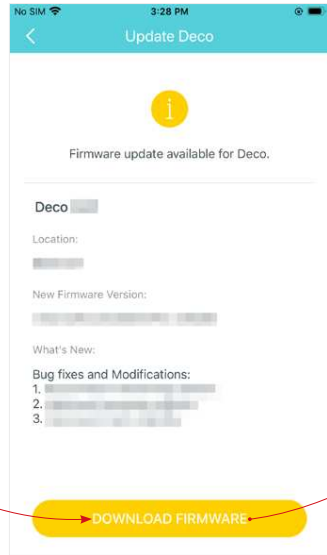 No SIM 3:28 PM
Update Deco
Firmware update available for Deco.
Deco
Location:
New Firmware Version:
What's New:
Bug fixes and Modifications:
1.
2.
3.
DOWNLOAD FIRMWARE